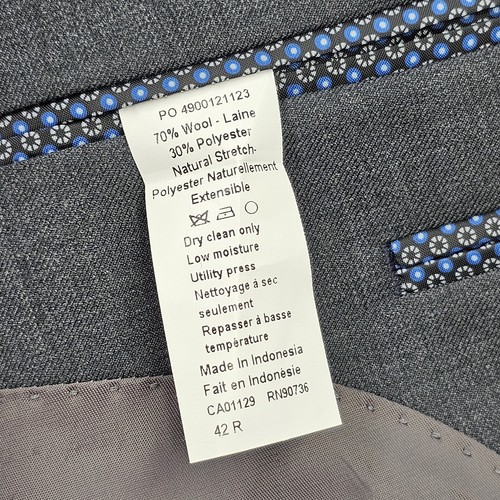 PO 4900121123
70% Wool - Laine
30% Polyester
Natural Stretch-
Polyester Naturellement
Extensible
Dry clean only
Low moisture
Utility press
Nettoyage à sec
seulement
Repasser à basse
température
Made In Indonesia
Fait en Indonésie
CA01129 RN90736
42 R